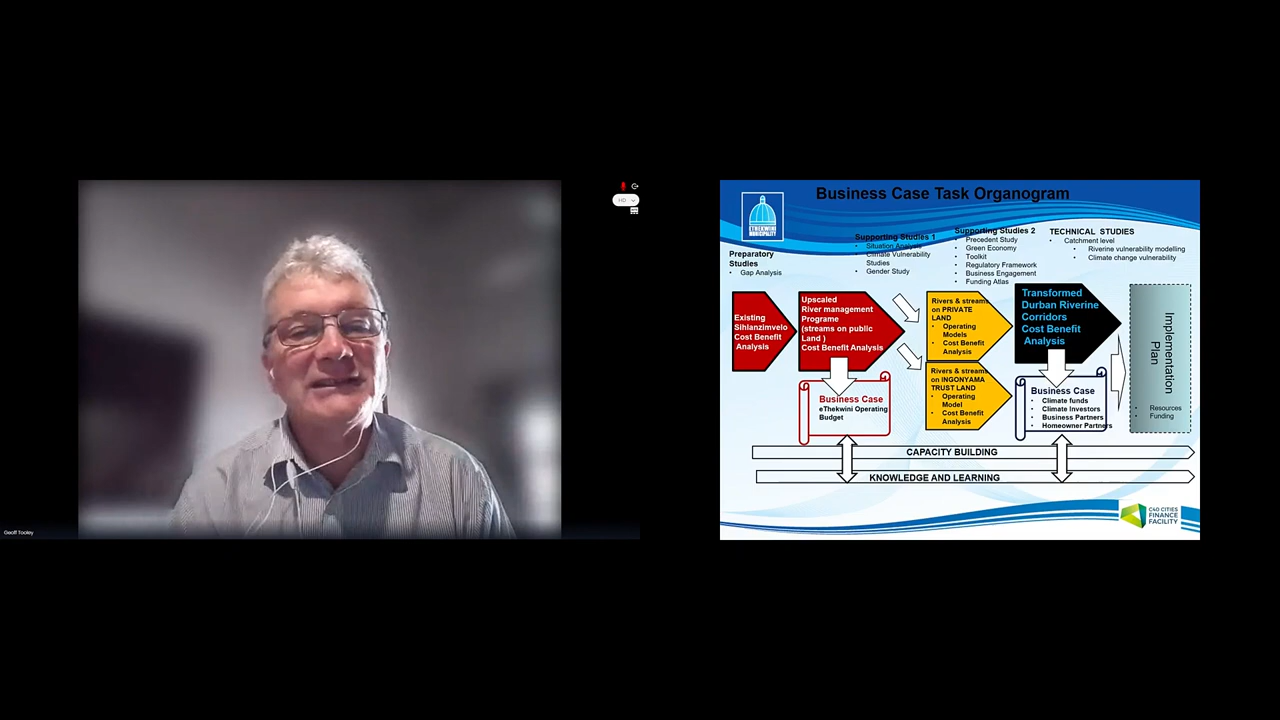 Geoff Tooley
HD
Business Case Task Organogram
ETHEKWINI
MUNICIPALITY
Preparatory
Studies
• Gap Analysis
Supporting Studies 1
• Situation Analysis
• Climate Vulnerability
Studies
• Gender Study
Supporting Studies 2
• Precedent Study
• Green Economy
• Toolkit
• Regulatory Framework
• Business Engagement
• Funding Atlas
TECHNICAL STUDIES
• Catchment level
• Riverine vulnerability modelling
• Climate change vulnerability
Existing
Sihlanzimvelo
Cost Benefit
Analysis
Upscaled
River management
Programe
(streams on public
Land )
Cost Benefit Analysis
Rivers & streams
on PRIVATE
LAND
• Operating
Models
• Cost Benefit
Analysis
Rivers & streams
on INGONYAMA
TRUST LAND
• Operating
Model
• Cost Benefit
Analysis
Transformed
Durban Riverine
Corridors
Cost Benefit
Analysis
Implementation
Plan
• Resources
• Funding
Business Case
eThekwini Operating
Budget
Business Case
• Climate funds
• Climate Investors
• Business Partners
• Homeowner Partners
CAPACITY BUILDING
KNOWLEDGE AND LEARNING
C40 CITIES
FINANCE
FACILITY